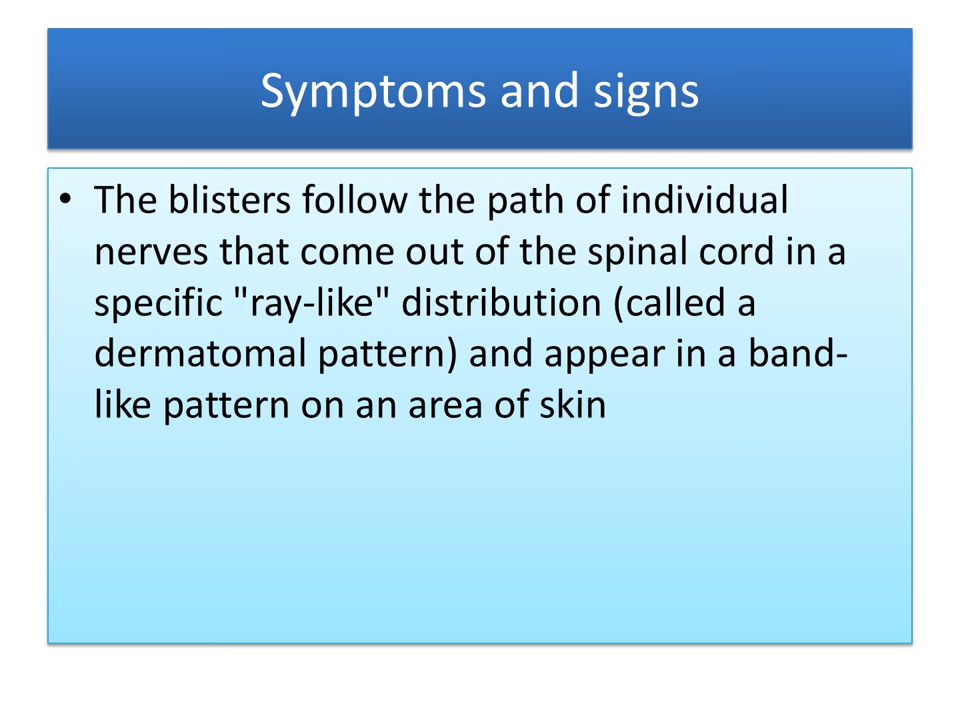 Symptoms and signs
• The blisters follow the path of individual
nerves that come out of the spinal cord in a
specific "ray-like" distribution (called a
dermatomal pattern) and appear in a band-
like pattern on an area of skin